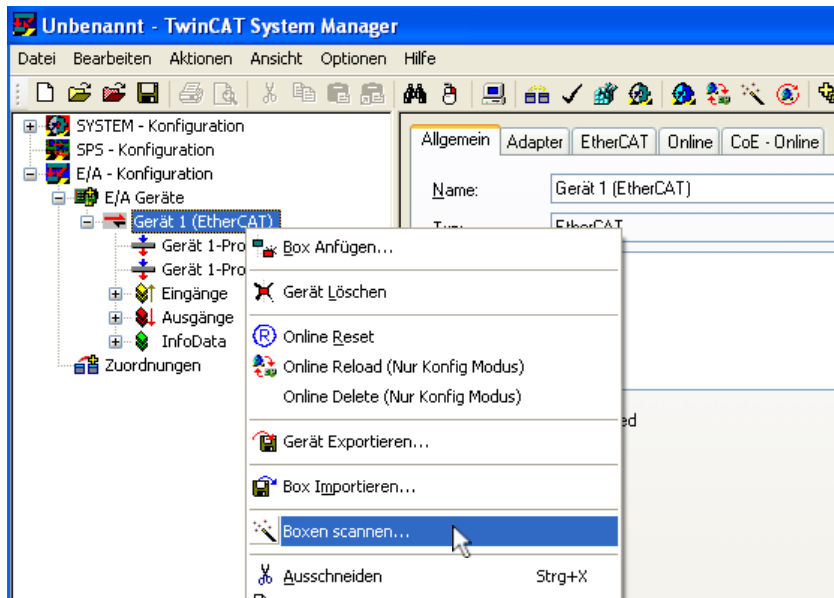 Unbenannt - TwinCAT System Manager
Datei Bearbeiten Aktionen Ansicht Optionen Hilfe
SYSTEM - Konfiguration
SPS - Konfiguration
E/A - Konfiguration
E/A Geräte
Gerät 1 (EtherCAT)
Gerät 1-Pro
Gerät 1-Pro
Eingänge
Ausgänge
InfoData
Zuordnungen
Allgemein Adapter EtherCAT Online CoE - Online
Name: Gerät 1 (EtherCAT)
EtherCAT
Box Anfügen...
Gerät Löschen
Online Reset
Online Reload (Nur Konfig Modus)
Online Delete (Nur Konfig Modus)
Gerät Exportieren...
Box Importieren...
Boxen scannen...
Ausschneiden Strg+X
ed